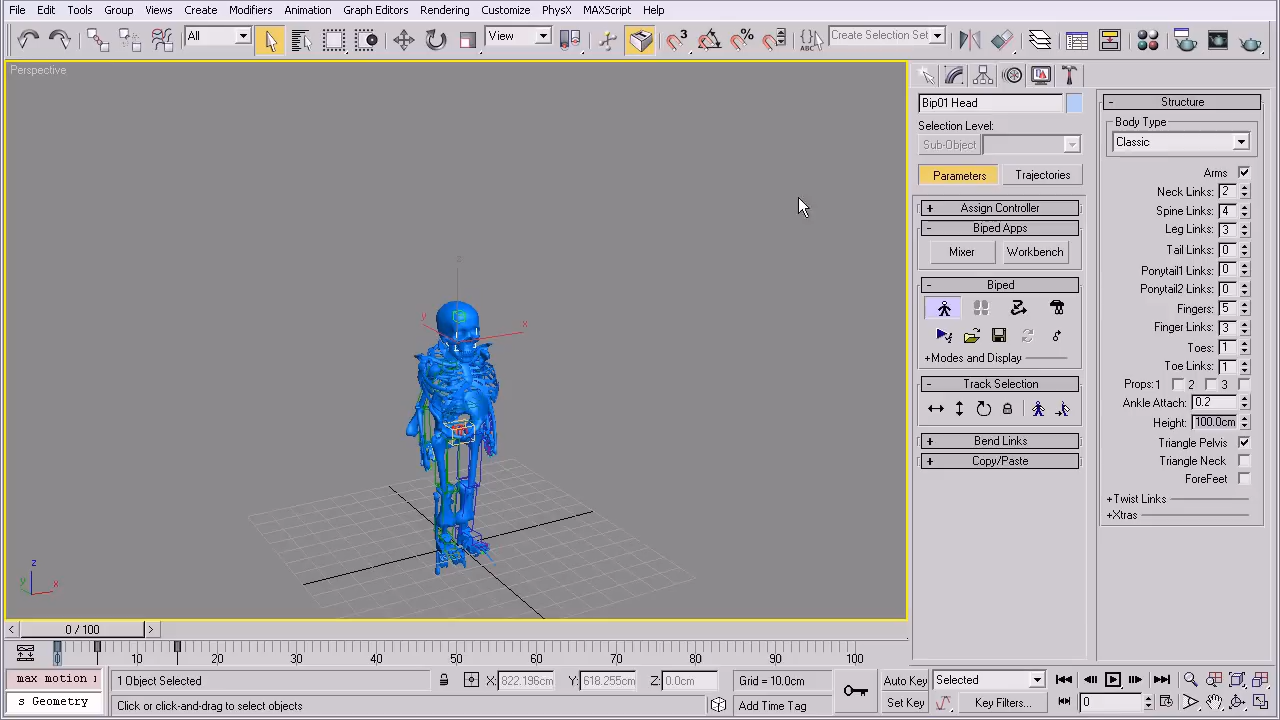 File Edit Tools Group Views Create Modifiers Animation Graph Editors Rendering Customize PhysX MAXScript Help
All View 3 % ABC Create Selection Set
Perspective
z
y x
z
y x
Bip01 Head
Selection Level:
Sub-Object
Parameters Trajectories
+ Assign Controller
- Biped Apps
Mixer Workbench
- Biped
+Modes and Display
- Track Selection
+ Bend Links
+ Copy/Paste
- Structure
Body Type
Classic
Arms
Neck Links: 2
Spine Links: 4
Leg Links: 3
Tail Links: 0
Ponytail1 Links: 0
Ponytail2 Links: 0
Fingers: 5
Finger Links: 3
Toes: 1
Toe Links: 1
Props: 1 2 3
Ankle Attach: 0.2
Height: 100.0cm
Triangle Pelvis
Triangle Neck
ForeFeet
+Twist Links
+Xtras
< 0 / 100 >
0 10 20 30 40 50 60 70 80 90 100
max motion 1 Object Selected X: 822.196cm Y: 618.255cm Z: 0.0cm Grid = 10.0cm Auto Key Selected
s Geometry Click or click-and-drag to select objects Add Time Tag Set Key Key Filters... 0